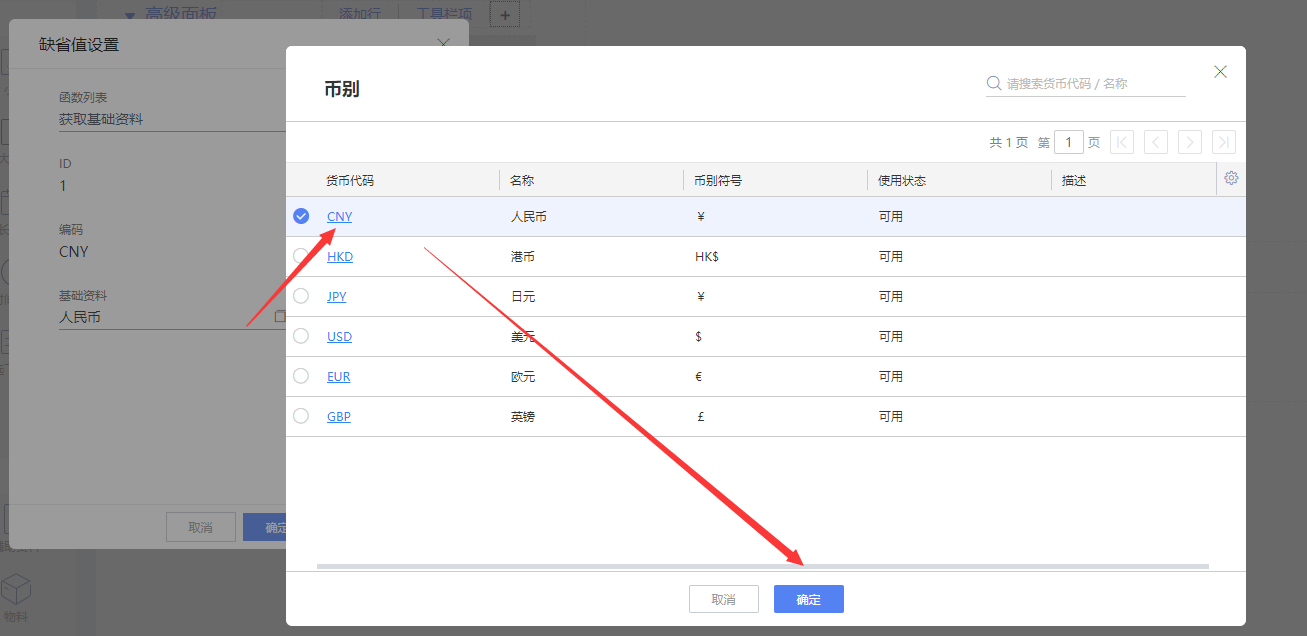 高级面板
添加行
工具栏项
缺省值设置
函数列表
获取基础资料
ID
1
编码
CNY
基础资料
人民币
取消
确定
物料
币别
请搜索货币代码 / 名称
共 1 页 第 1 页
货币代码 名称 币别符号 使用状态 描述
CNY 人民币 ¥ 可用
HKD 港币 HK$ 可用
JPY 日元 ¥ 可用
USD 美元 $ 可用
EUR 欧元 € 可用
GBP 英镑 £ 可用
取消 确定